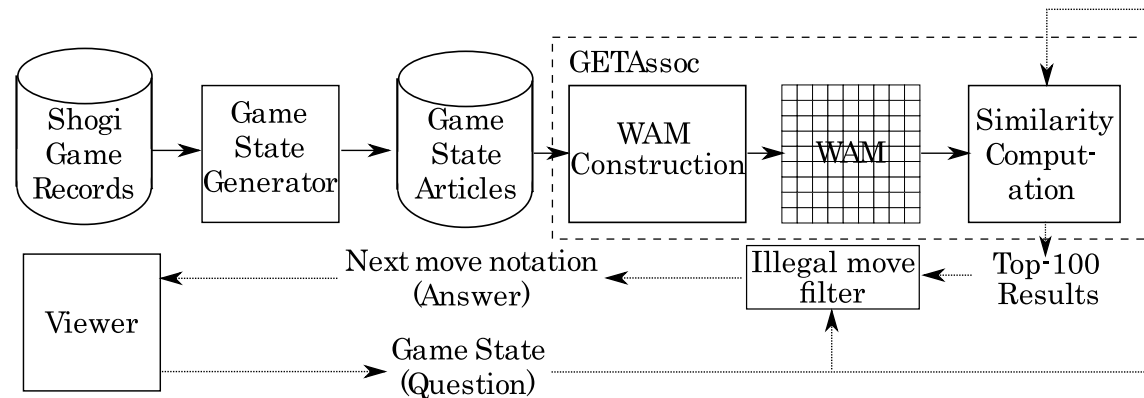 GETAssoc
Shogi
Game
Records
Game
State
Generator
Game
State
Articles
WAM
Construction
WAM
Similarity
Comput-
ation
Next move notation
(Answer)
Illegal move
filter
Top-100
Results
Viewer
Game State
(Question)